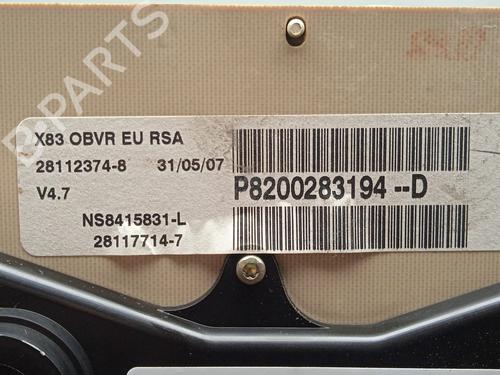 B-PARTS
X83 OBVR EU RSA
28112374-8 31/05/07
V4.7
P8200283194 --D
NS8415831-L
28117714-7